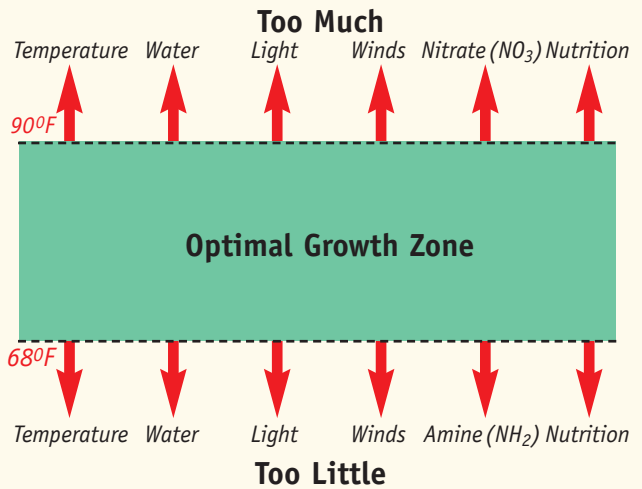 Too Much
Temperature Water Light Winds Nitrate (NO3) Nutrition
90⁰F
Optimal Growth Zone
68⁰F
Temperature Water Light Winds Amine (NH2) Nutrition
Too Little